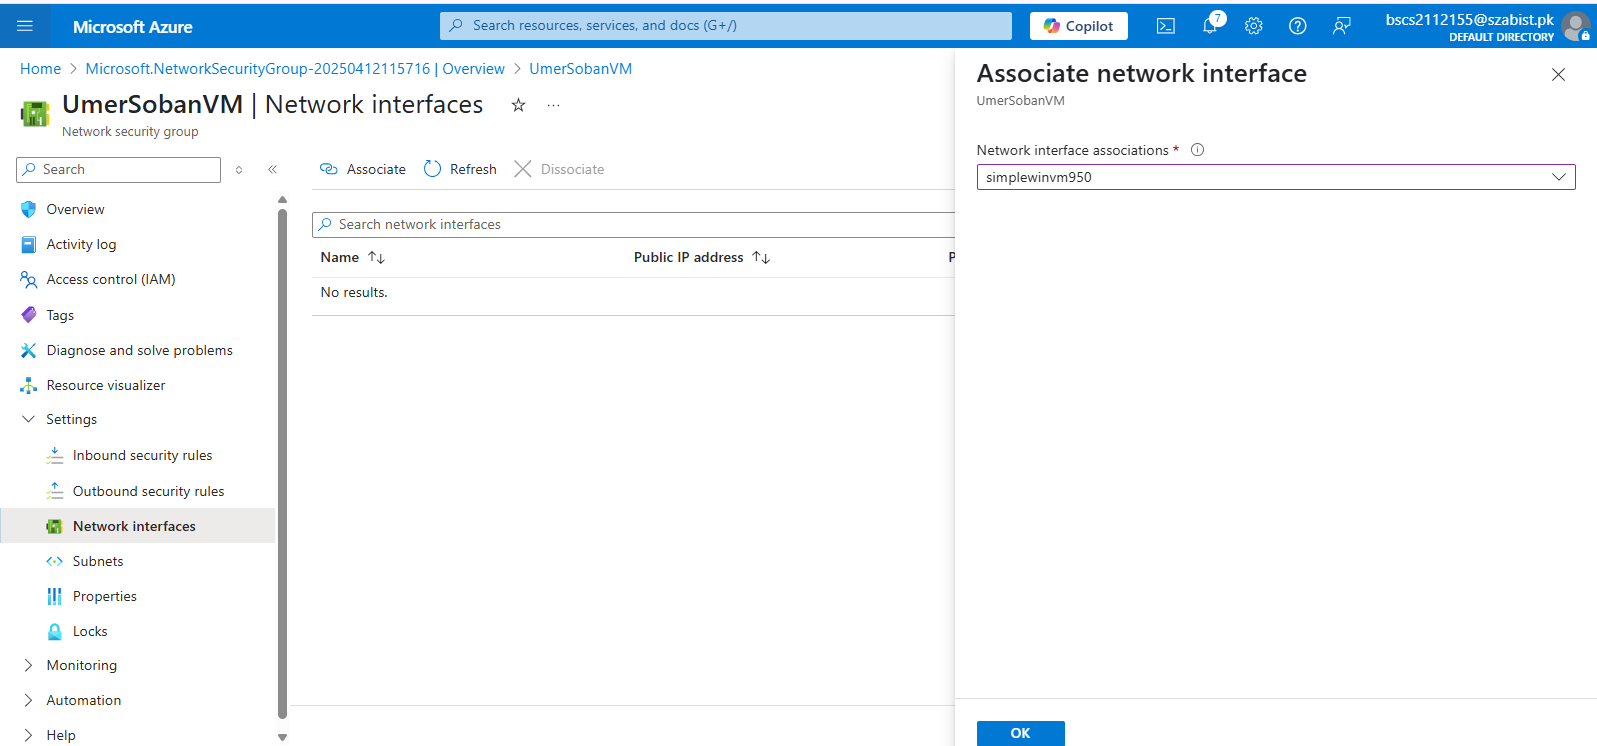 Microsoft Azure
Search resources, services, and docs (G+/)
Copilot
7
bscs2112155@szabist.pk
DEFAULT DIRECTORY
Home > Microsoft.NetworkSecurityGroup-20250412115716 | Overview > UmerSobanVM
UmerSobanVM | Network interfaces
Network security group
Search
Overview
Activity log
Access control (IAM)
Tags
Diagnose and solve problems
Resource visualizer
Settings
Inbound security rules
Outbound security rules
Network interfaces
Subnets
Properties
Locks
Monitoring
Automation
Help
Associate Refresh Dissociate
Search network interfaces
Name Public IP address P
No results.
Associate network interface
UmerSobanVM
Network interface associations *
simplewinvm950
OK